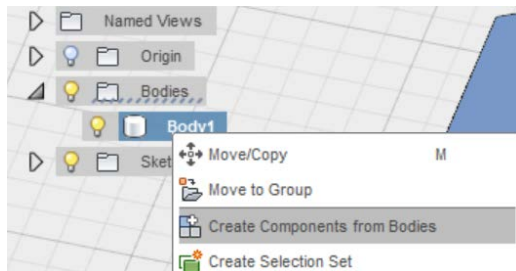 Named Views
Origin
Bodies
Body1
Sket
Move/Copy M
Move to Group
Create Components from Bodies
Create Selection Set